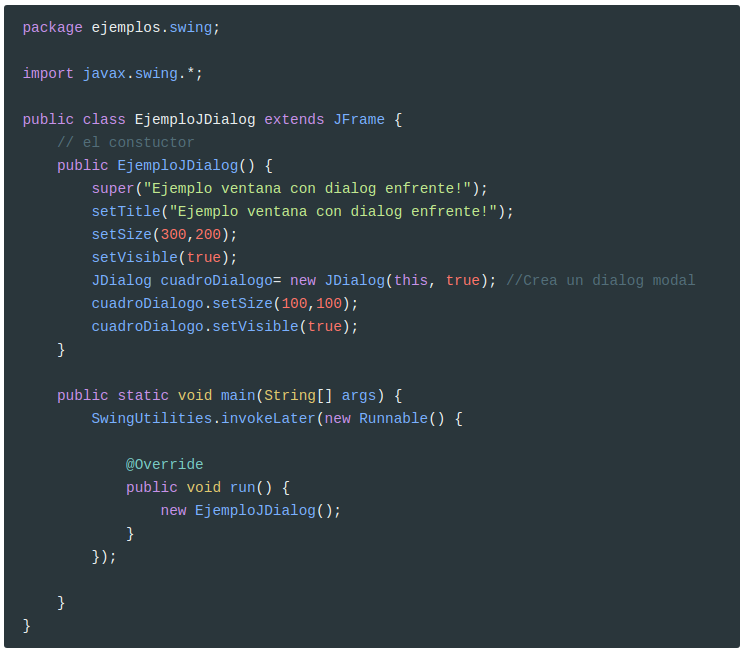 package ejemplos.swing;
import javax.swing.*;
public class EjemploJDialog extends JFrame {
// el constuctor
public EjemploJDialog() {
super("Ejemplo ventana con dialog enfrente!");
setTitle("Ejemplo ventana con dialog enfrente!");
setSize(300,200);
setVisible(true);
JDialog cuadroDialogo= new JDialog(this, true); //Crea un dialog modal
cuadroDialogo.setSize(100,100);
cuadroDialogo.setVisible(true);
}
public static void main(String[] args) {
SwingUtilities.invokeLater(new Runnable() {
@Override
public void run() {
new EjemploJDialog();
}
});
}
}